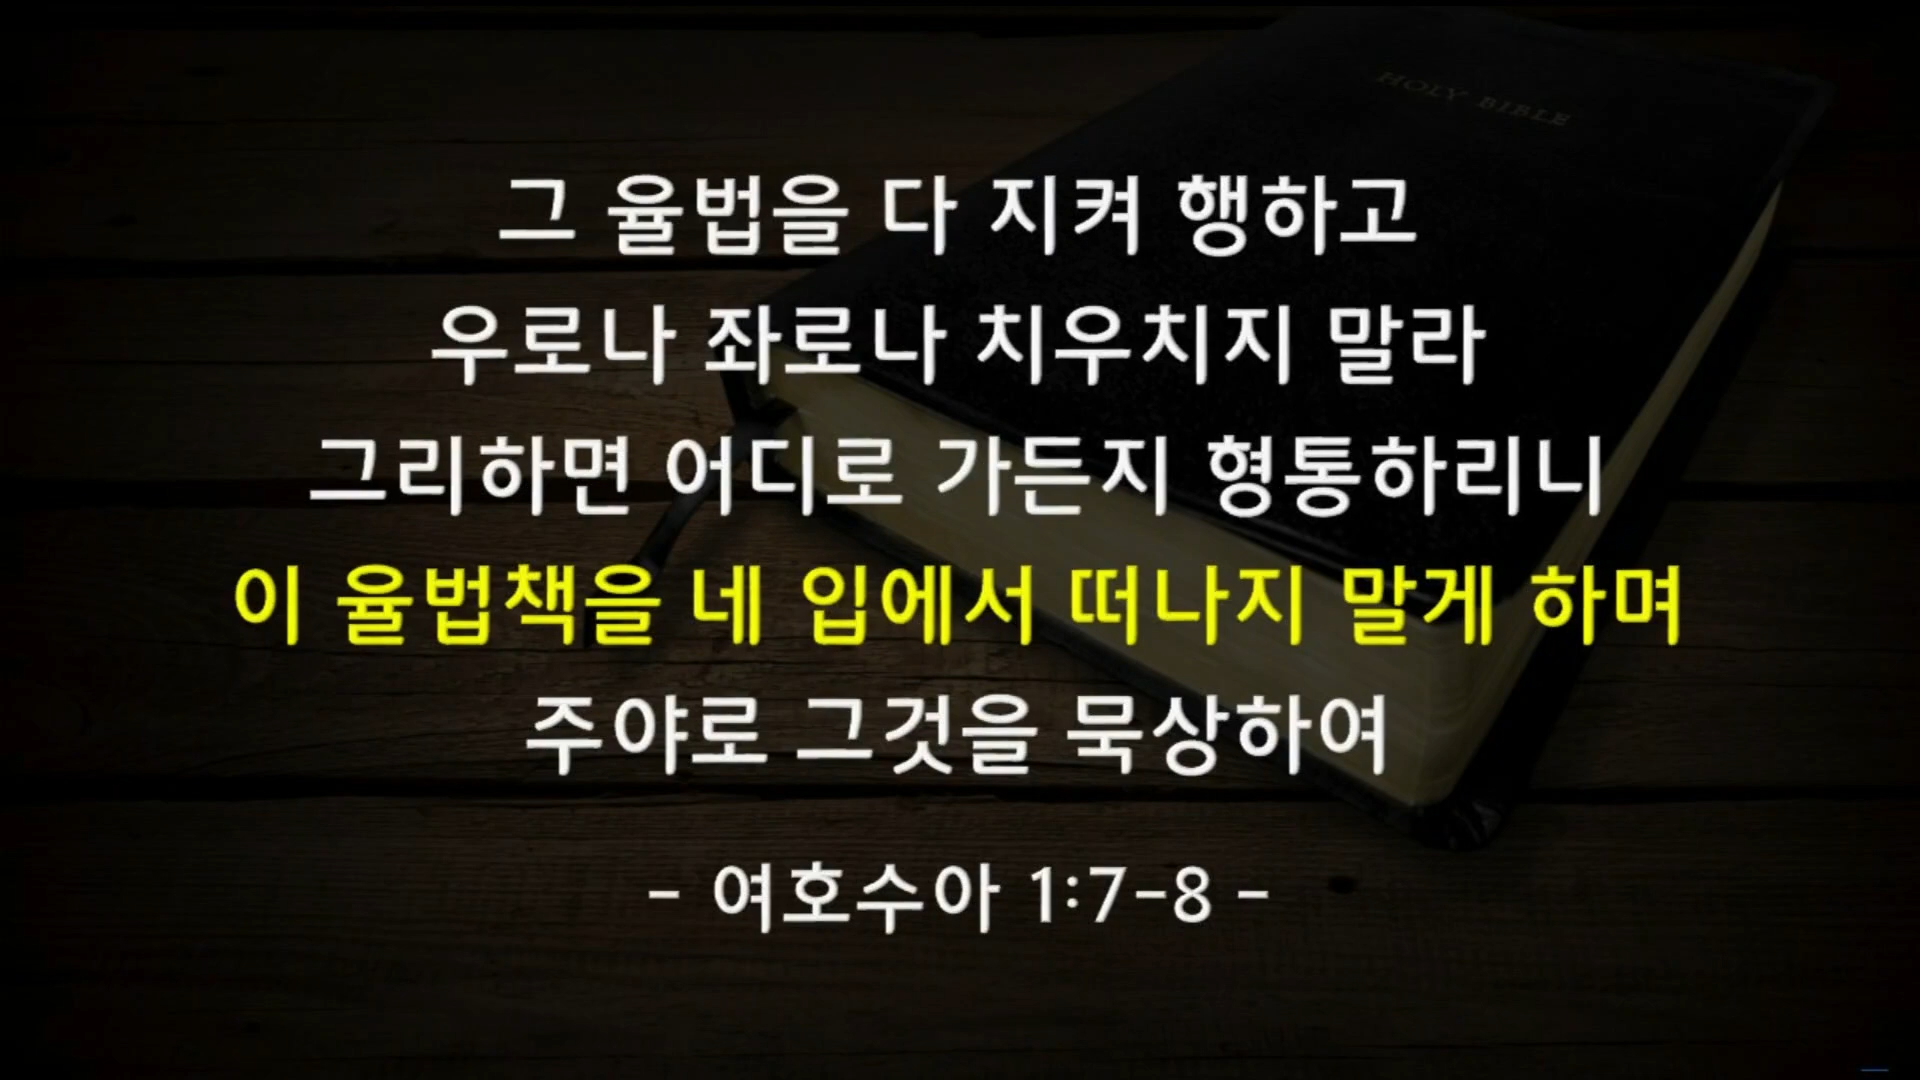 HOLY BIBLE
그 율법을 다 지켜 행하고
우로나 좌로나 치우치지 말라
그리하면 어디로 가든지 형통하리니
이 율법책을 네 입에서 떠나지 말게 하며
주야로 그것을 묵상하여
- 여호수아 1:7-8 -